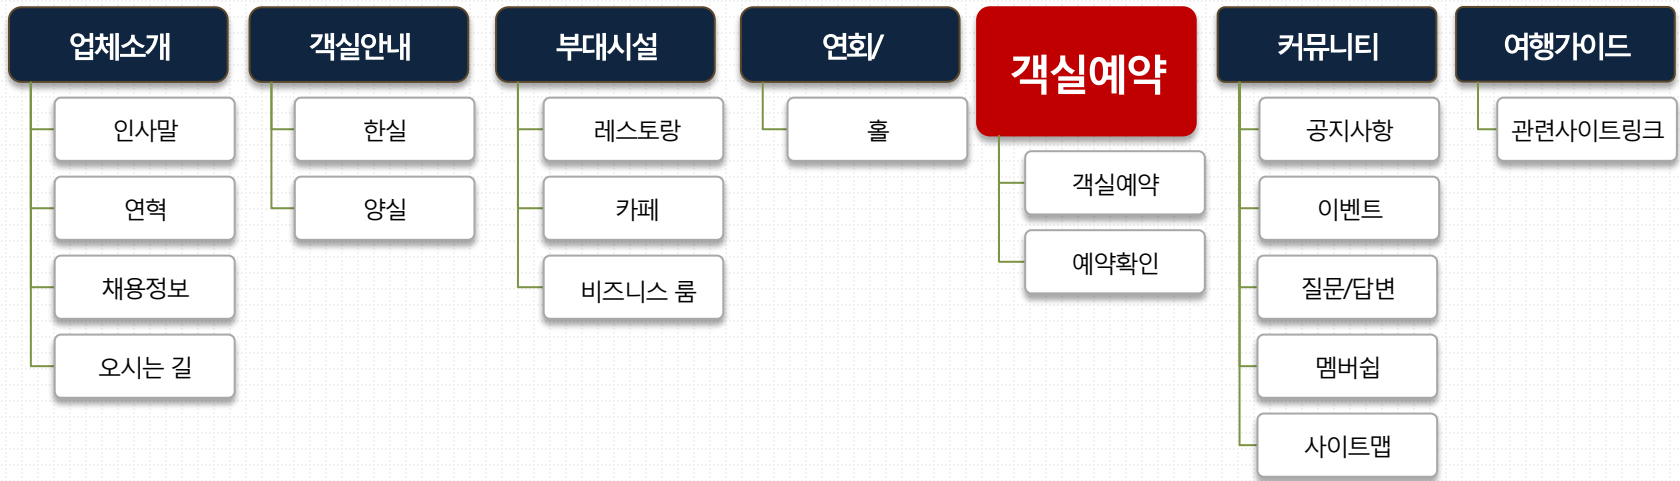 업체소개
인사말
연혁
채용정보
오시는 길
객실안내
한실
양실
부대시설
레스토랑
카페
비즈니스 룸
연회/
홀
객실예약
객실예약
예약확인
커뮤니티
공지사항
이벤트
질문/답변
멤버쉽
사이트맵
여행가이드
관련사이트링크